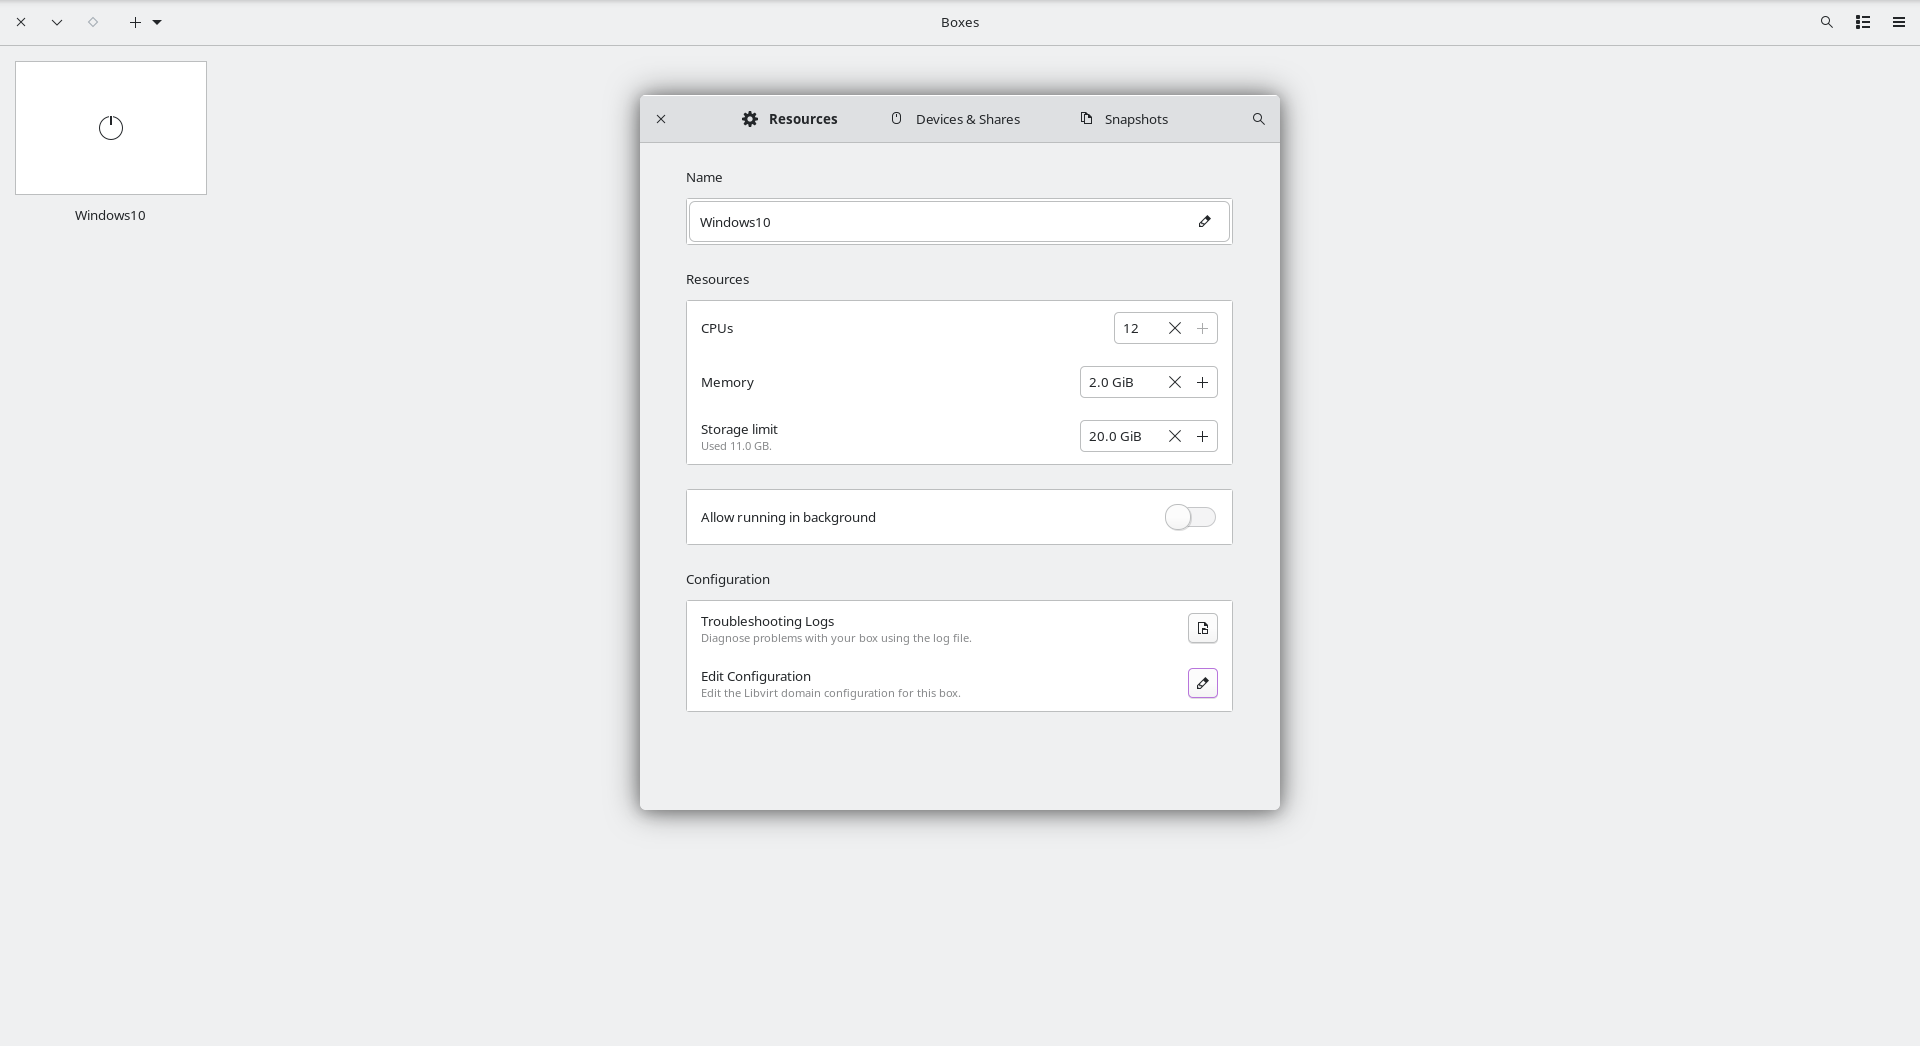 Boxes
Windows10
Resources
Devices & Shares
Snapshots
Name
Windows10
Resources
CPUs
12
Memory
2.0 GiB
Storage limit
Used 11.0 GB.
20.0 GiB
Allow running in background
Configuration
Troubleshooting Logs
Diagnose problems with your box using the log file.
Edit Configuration
Edit the Libvirt domain configuration for this box.